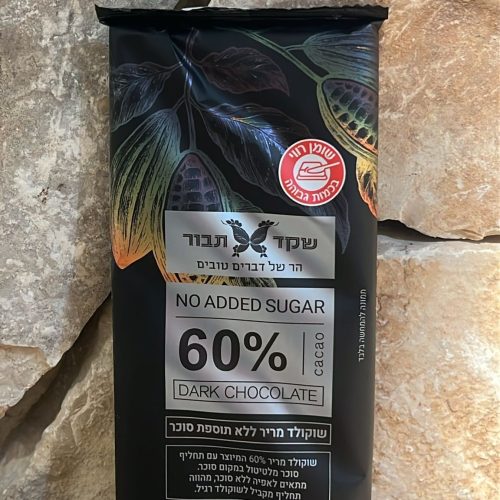 שומן רווי
בכמות גבוהה
שקד תבור
הר של דברים טובים
NO ADDED SUGAR
60%
cacao
DARK CHOCOLATE
תמונה להמחשה בלבד
שוקולד מריר ללא תוספת סוכר
שוקולד מריר 60% המיוצר עם תחליף
סוכר מלטיטול במקום סוכר.
מתאים לאפיה ללא סוכר, מהווה
תחליף מקביל לשוקולד רגיל.